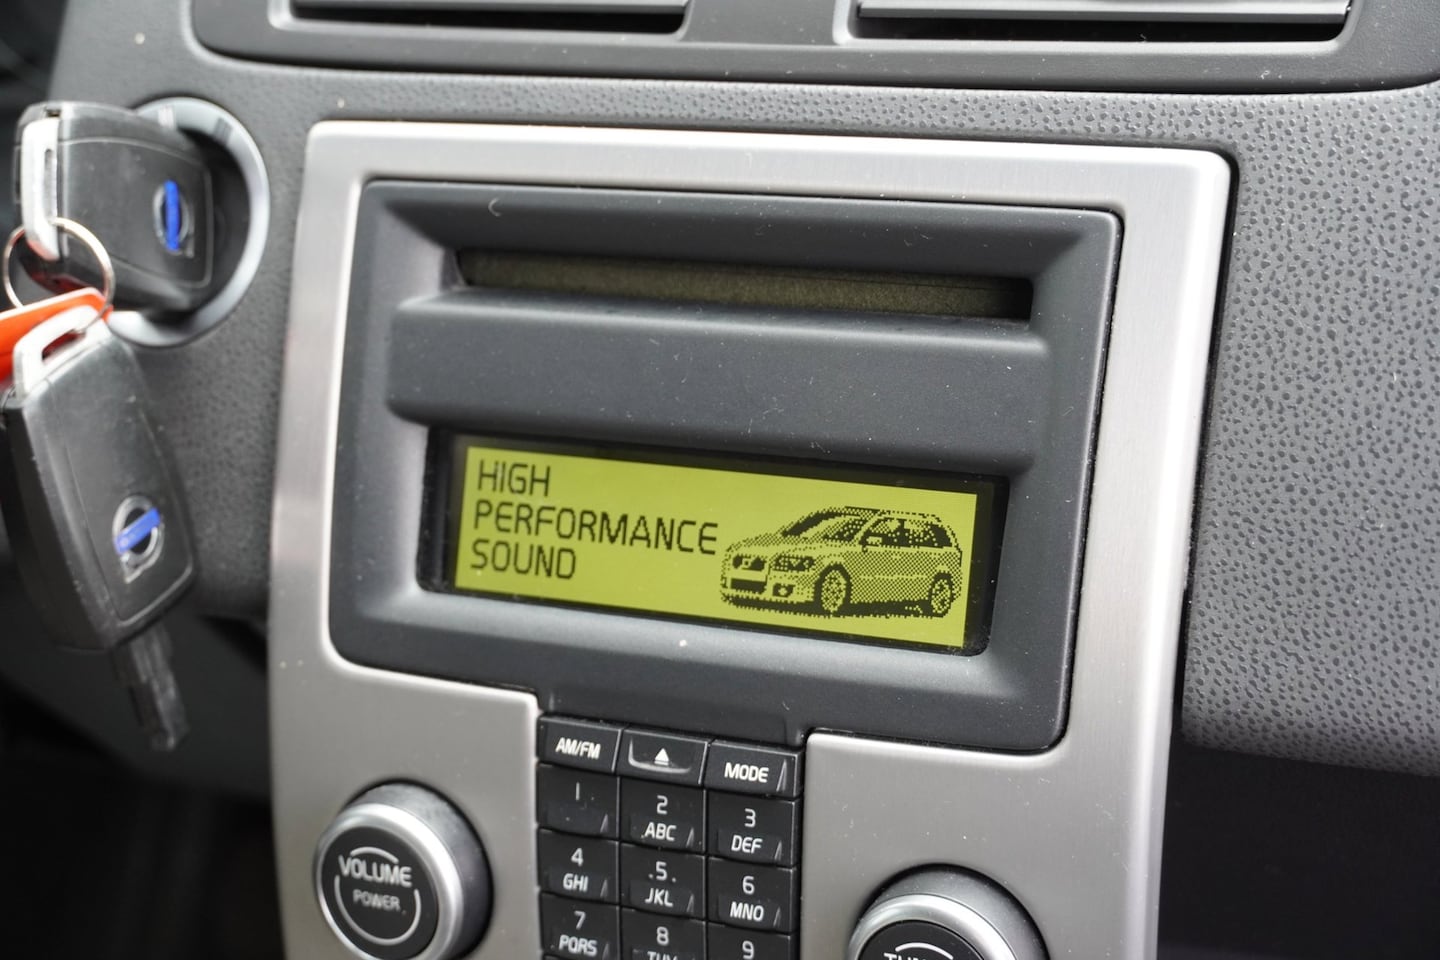 HIGH
PERFORMANCE
SOUND
AM/FM
MODE
1
2
ABC
3
DEF
4
GHI
5
JKL
6
MNO
VOLUME
POWER
7
PQRS
8
TUV
9